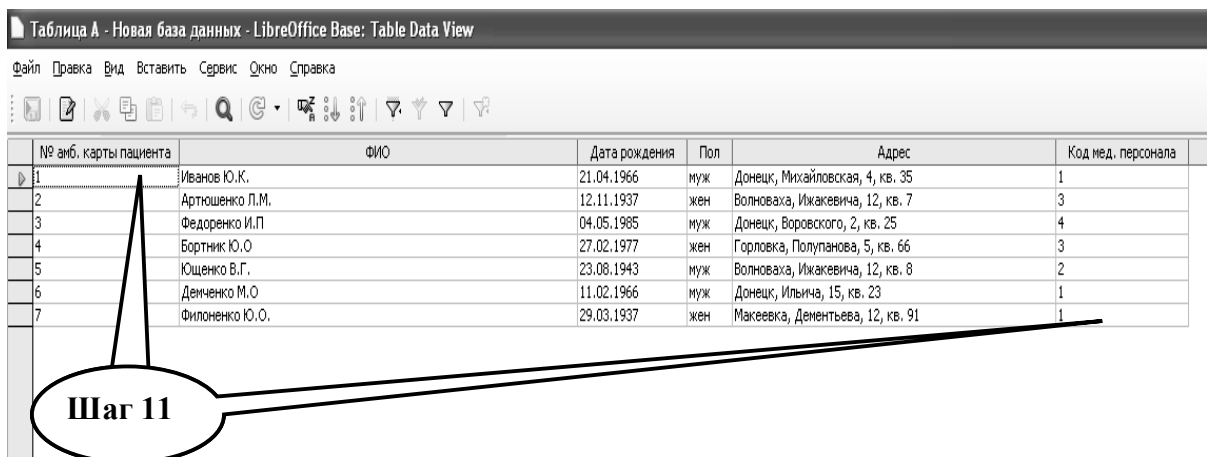 Таблица А - Новая база данных - LibreOffice Base: Table Data View
Файл Правка Вид Вставить Сервис Окно Справка
№ амб. карты пациента ФИО Дата рождения Пол Адрес Код мед. персонала
1 Иванов Ю.К. 21.04.1966 муж Донецк, Михайловская, 4, кв. 35 1
2 Артюшенко Л.М. 12.11.1937 жен Волноваха, Ижакевича, 12, кв. 7 3
3 Федоренко И.П 04.05.1985 муж Донецк, Воровского, 2, кв. 25 4
4 Бортник Ю.О 27.02.1977 жен Горловка, Полупанова, 5, кв. 66 3
5 Ющенко В.Г. 23.08.1943 муж Волноваха, Ижакевича, 12, кв. 8 2
6 Демченко М.О 11.02.1966 муж Донецк, Ильича, 15, кв. 23 1
7 Филоненко Ю.О. 29.03.1937 жен Макеевка, Дементьева, 12, кв. 91 1
Шаг 11